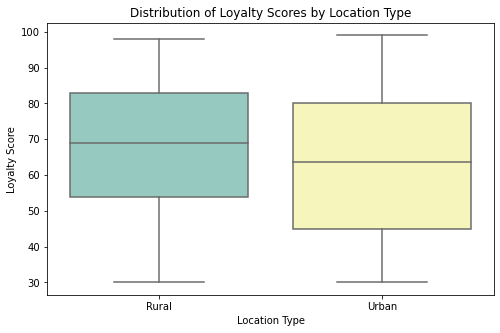 Distribution of Loyalty Scores by Location Type
100
90
80
70
60
50
40
30
Loyalty Score
Rural
Urban
Location Type